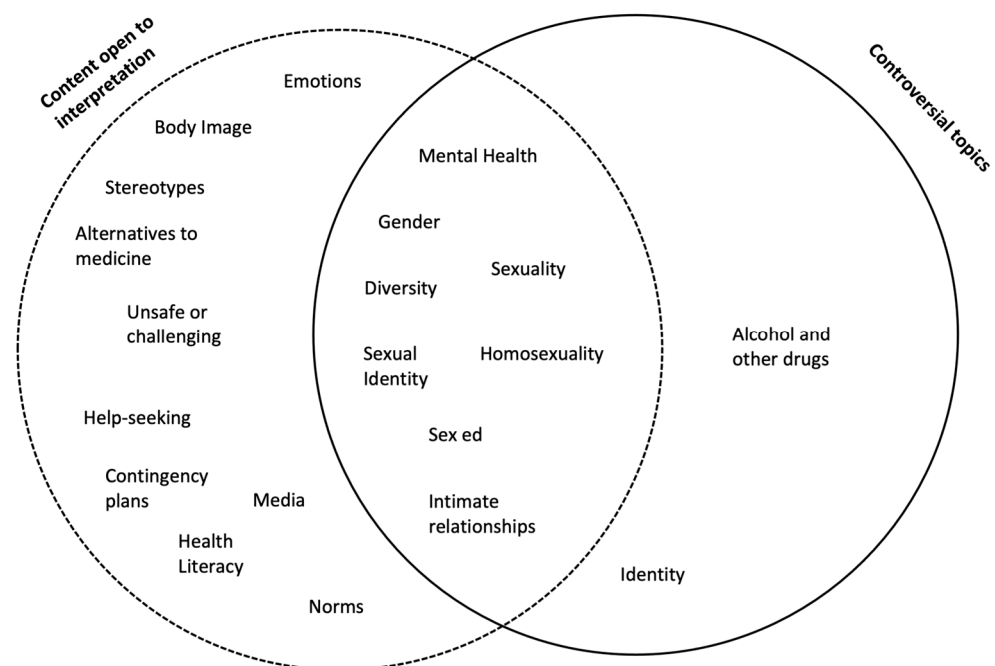 Content open to
interpretation
Controversial topics
Emotions
Body Image
Stereotypes
Alternatives to
medicine
Unsafe or
challenging
Help-seeking
Contingency
plans
Media
Health
Literacy
Norms
Mental Health
Gender
Sexuality
Diversity
Sexual
Identity
Homosexuality
Sex ed
Intimate
relationships
Alcohol and
other drugs
Identity